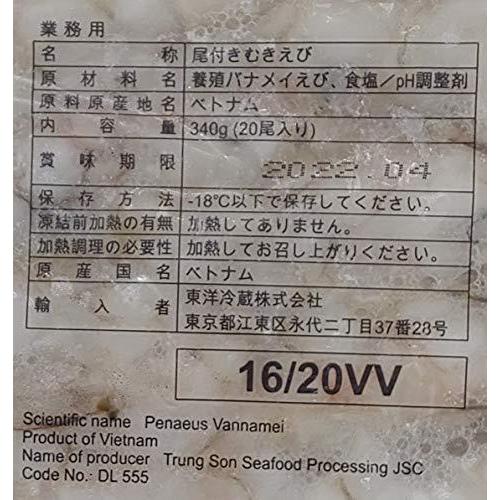 業務用
名称 尾付きむきえび
原材料名 養殖バナメイえび、食塩／pH調整剤
原料原産地名 ベトナム
内容量 340g (20尾入り)
賞味期限 2022.04
保存方法 -18℃以下で保存してください。
凍結前加熱の有無 加熱してありません。
加熱調理の必要性 加熱してお召し上がりください。
原産国名 ベトナム
輸入者 東洋冷蔵株式会社
東京都江東区永代二丁目37番28号
16/20VV
Scientific name Penaeus Vannamei
Product of Vietnam
Name of producer Trung Son Seafood Processing JSC
Code No.: DL 555